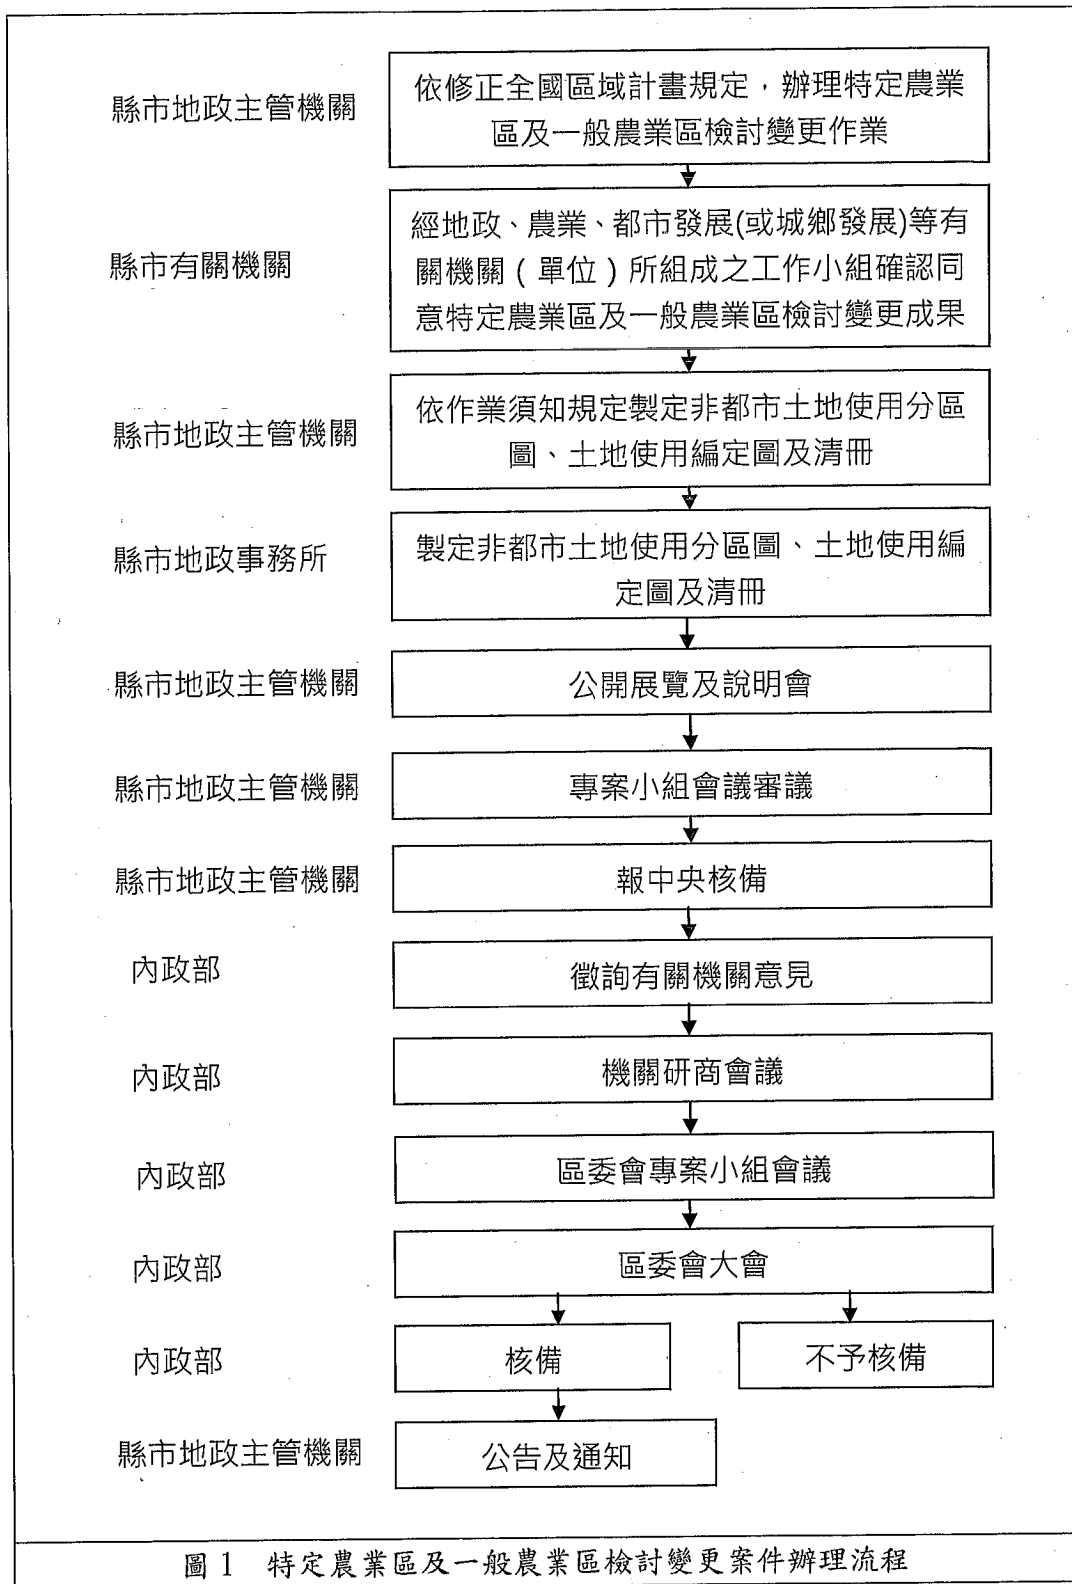 縣市地政主管機關
依修正全國區域計畫規定，辦理特定農業
區及一般農業區檢討變更作業
縣市有關機關
經地政、農業、都市發展(或城鄉發展)等有
關機關（單位）所組成之工作小組確認同
意特定農業區及一般農業區檢討變更成果
縣市地政主管機關
依作業須知規定製定非都市土地使用分區
圖、土地使用編定圖及清冊
縣市地政事務所
製定非都市土地使用分區圖、土地使用編
定圖及清冊
縣市地政主管機關
公開展覽及說明會
縣市地政主管機關
專案小組會議審議
縣市地政主管機關
報中央核備
內政部
徵詢有關機關意見
內政部
機關研商會議
內政部
區委會專案小組會議
內政部
區委會大會
內政部
核備
不予核備
縣市地政主管機關
公告及通知
圖 1 特定農業區及一般農業區檢討變更案件辦理流程